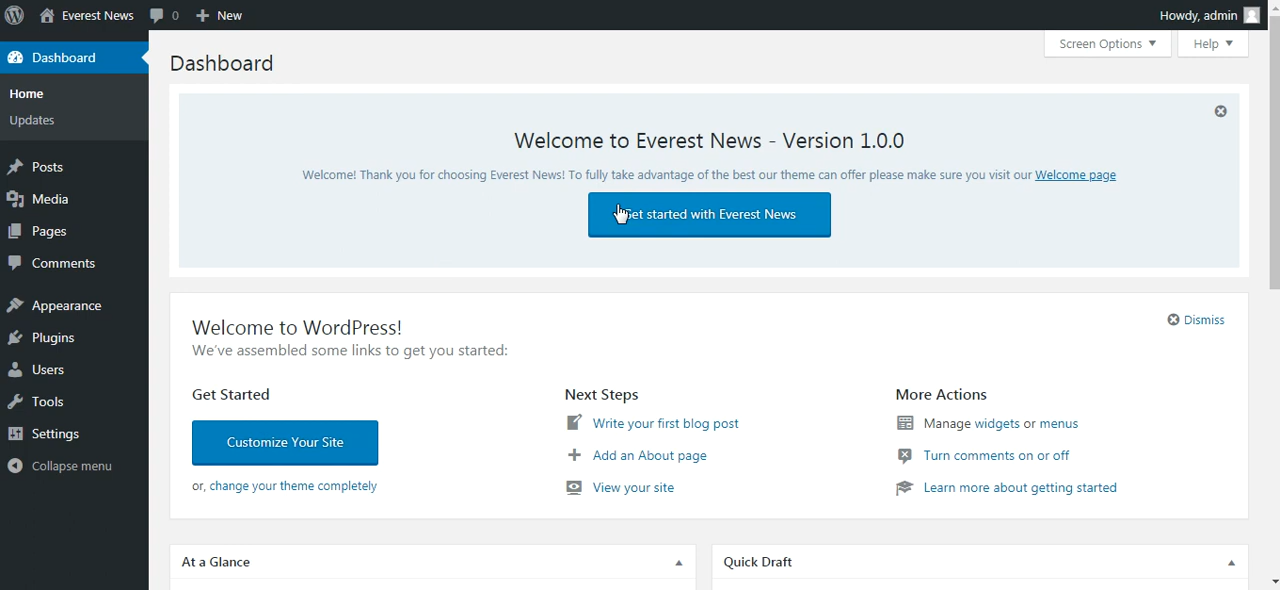 Everest News 0 New Howdy, admin
Dashboard
Home
Updates
Posts
Media
Pages
Comments
Appearance
Plugins
Users
Tools
Settings
Collapse menu
Screen Options Help
Dashboard
Welcome to Everest News - Version 1.0.0
Welcome! Thank you for choosing Everest News! To fully take advantage of the best our theme can offer please make sure you visit our Welcome page
Get started with Everest News
Welcome to WordPress!
Dismiss
We've assembled some links to get you started:
Get Started
Customize Your Site
or, change your theme completely
Next Steps
Write your first blog post
Add an About page
View your site
More Actions
Manage widgets or menus
Turn comments on or off
Learn more about getting started
At a Glance
Quick Draft